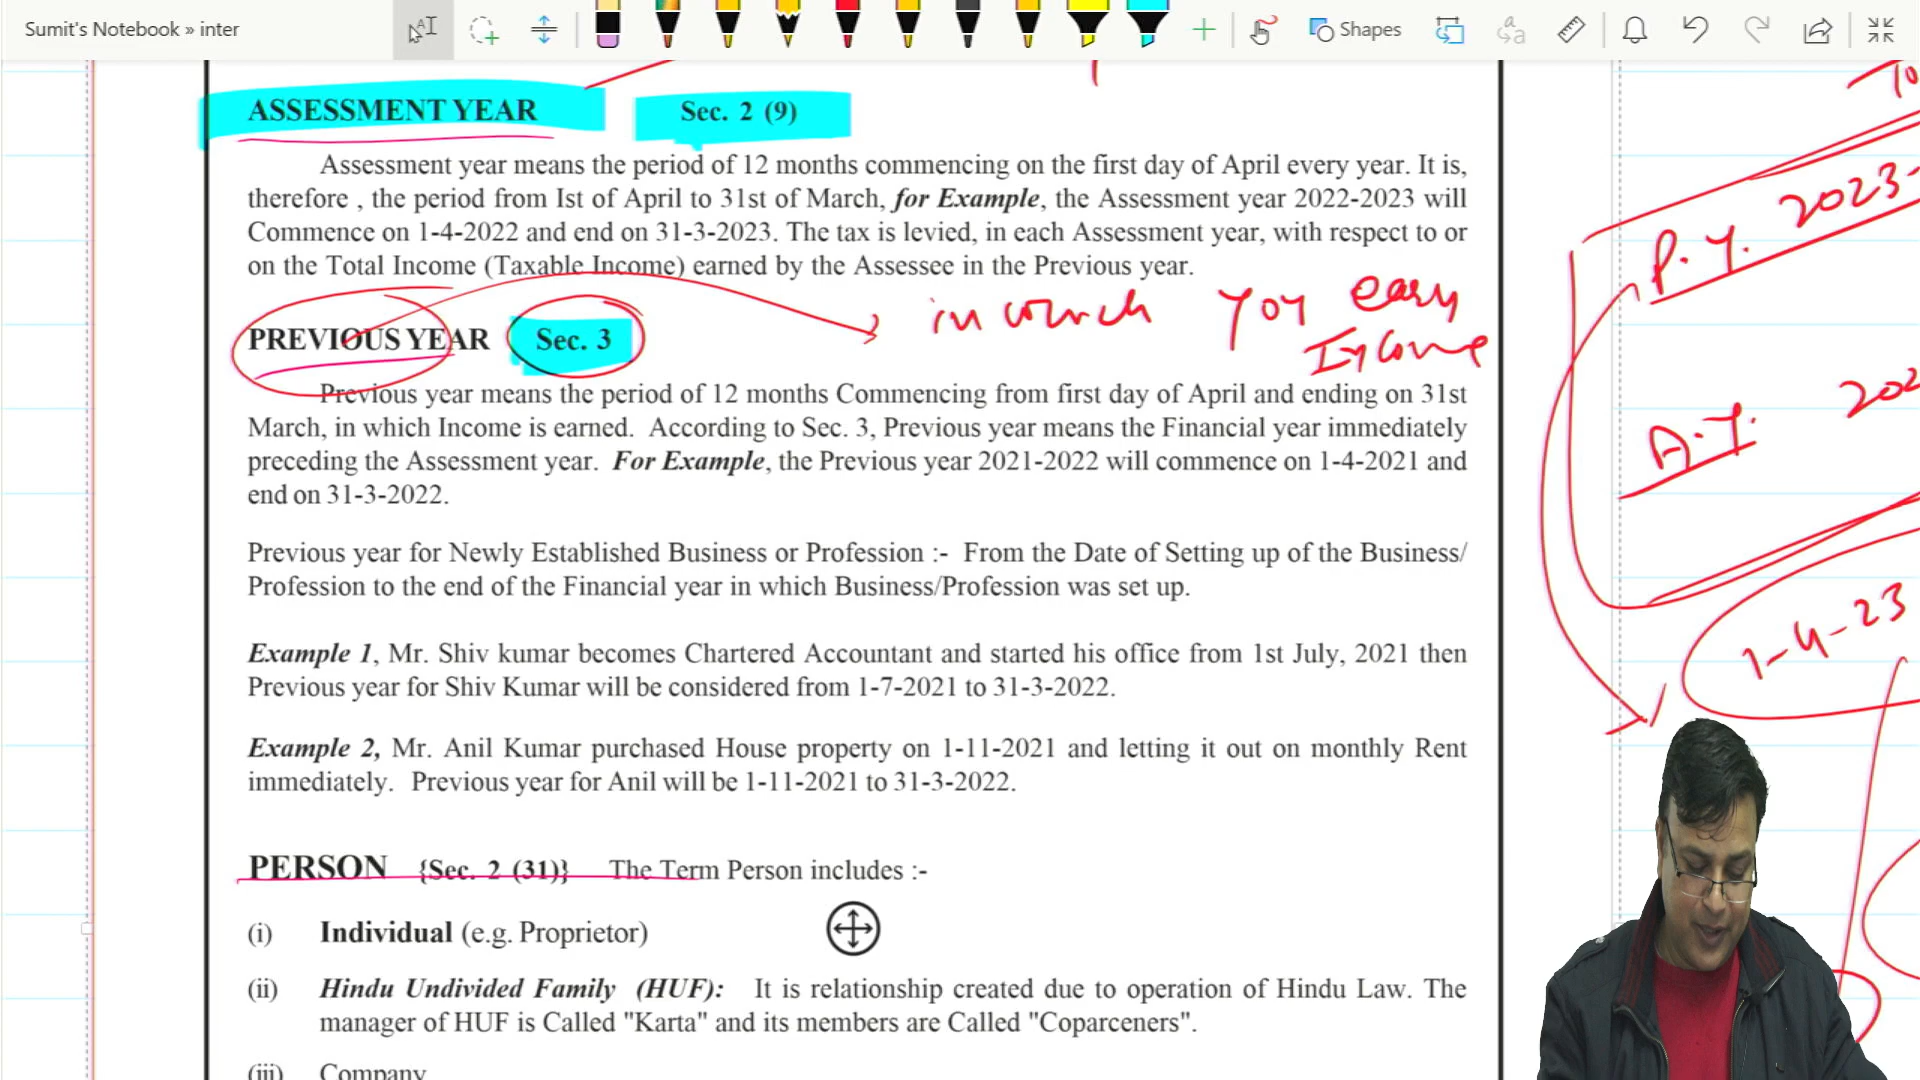 Sumit's Notebook » inter
Shapes
ASSESSMENT YEAR Sec. 2 (9)
Assessment year means the period of 12 months commencing on the first day of April every year. It is,
therefore , the period from Ist of April to 31st of March, for Example, the Assessment year 2022-2023 will
Commence on 1-4-2022 and end on 31-3-2023. The tax is levied, in each Assessment year, with respect to or
on the Total Income (Taxable Income) earned by the Assessee in the Previous year.
in which you earn
Income
PREVIOUS YEAR Sec. 3
Previous year means the period of 12 months Commencing from first day of April and ending on 31st
March, in which Income is earned. According to Sec. 3, Previous year means the Financial year immediately
preceding the Assessment year. For Example, the Previous year 2021-2022 will commence on 1-4-2021 and
end on 31-3-2022.
Previous year for Newly Established Business or Profession :- From the Date of Setting up of the Business/
Profession to the end of the Financial year in which Business/Profession was set up.
Example 1, Mr. Shiv kumar becomes Chartered Accountant and started his office from 1st July, 2021 then
Previous year for Shiv Kumar will be considered from 1-7-2021 to 31-3-2022.
Example 2, Mr. Anil Kumar purchased House property on 1-11-2021 and letting it out on monthly Rent
immediately. Previous year for Anil will be 1-11-2021 to 31-3-2022.
PERSON {Sec. 2 (31)} The Term Person includes :-
(i) Individual (e.g. Proprietor)
(ii) Hindu Undivided Family (HUF): It is relationship created due to operation of Hindu Law. The
manager of HUF is Called "Karta" and its members are Called "Coparceners".
(iii) Company
P.Y. 2023-
A.Y. 202
1-4-23